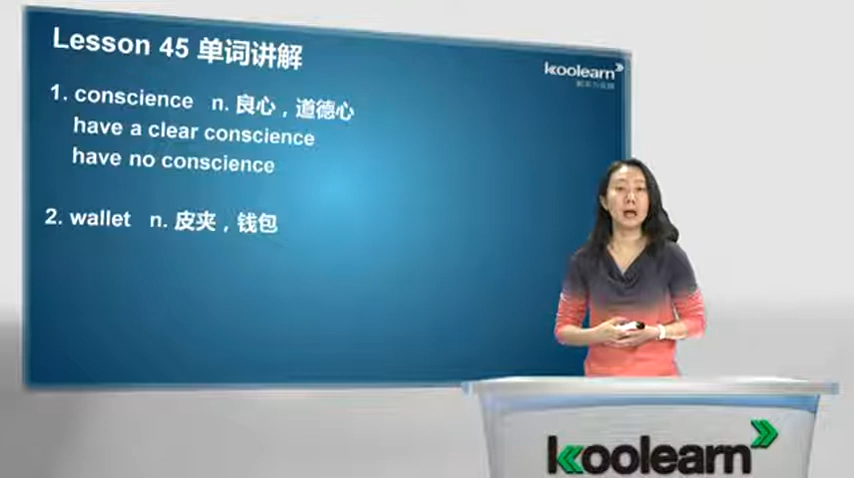 Lesson 45 单词讲解
koolearn
1. conscience n. 良心，道德心
have a clear conscience
have no conscience
2. wallet n. 皮夹，钱包
koolearn